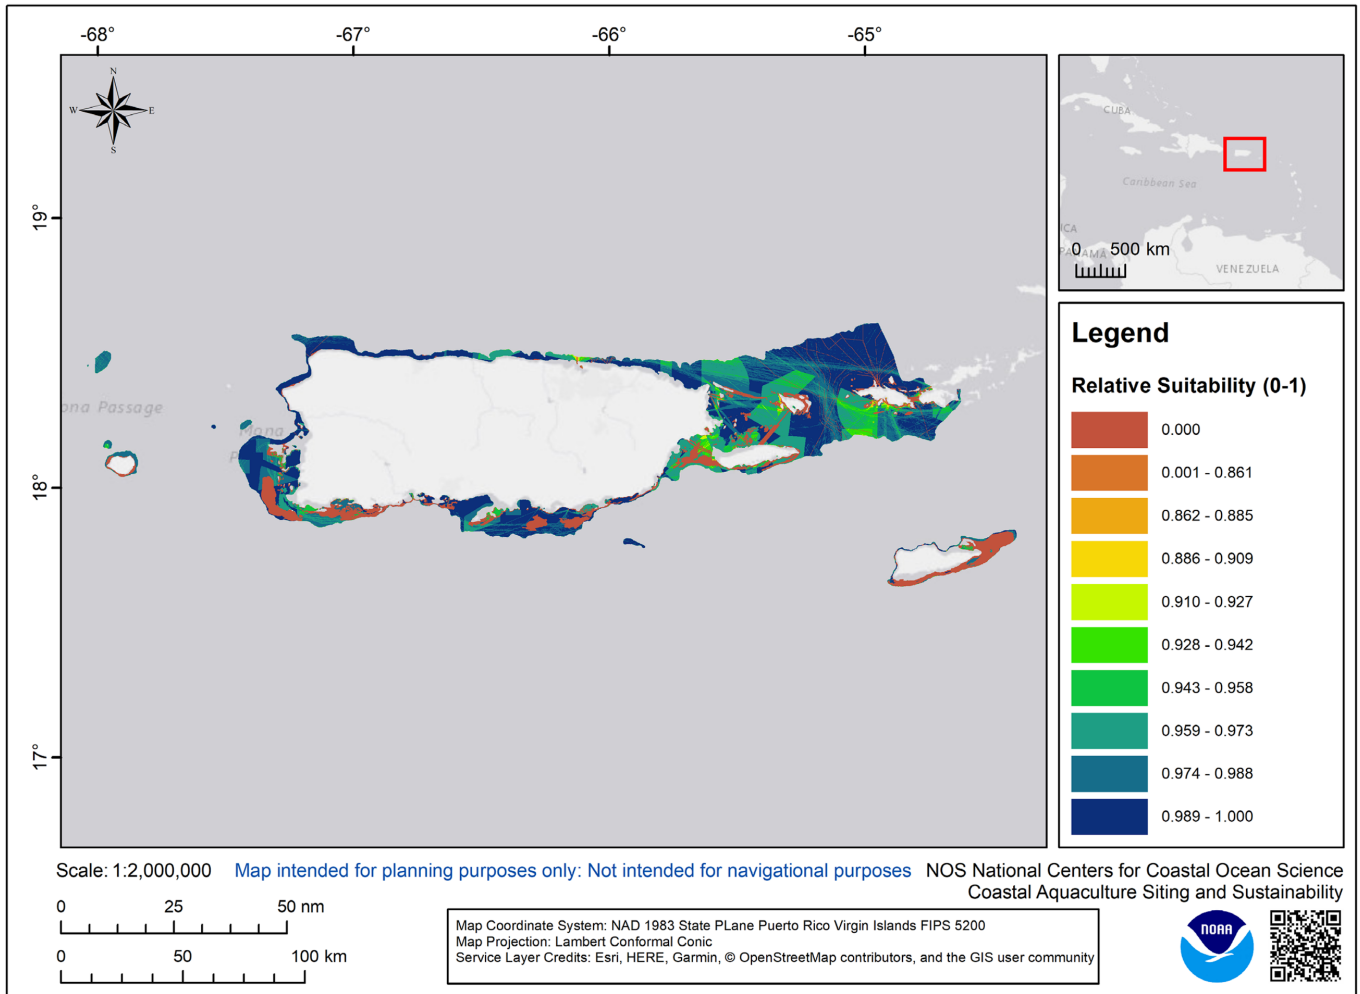 -68°
-67°
-66°
-65°
19°
18°
17°
N
W
E
S
ona Passage
Mona
P
CUBA
Caribbean Sea
ICA
PANAMÁ
VENEZUELA
0 500 km
Legend
Relative Suitability (0-1)
0.000
0.001 - 0.861
0.862 - 0.885
0.886 - 0.909
0.910 - 0.927
0.928 - 0.942
0.943 - 0.958
0.959 - 0.973
0.974 - 0.988
0.989 - 1.000
Scale: 1:2,000,000
Map intended for planning purposes only: Not intended for navigational purposes
NOS National Centers for Coastal Ocean Science
Coastal Aquaculture Siting and Sustainability
0 25 50 nm
0 50 100 km
Map Coordinate System: NAD 1983 State PLane Puerto Rico Virgin Islands FIPS 5200
Map Projection: Lambert Conformal Conic
Service Layer Credits: Esri, HERE, Garmin, © OpenStreetMap contributors, and the GIS user community
NOAA